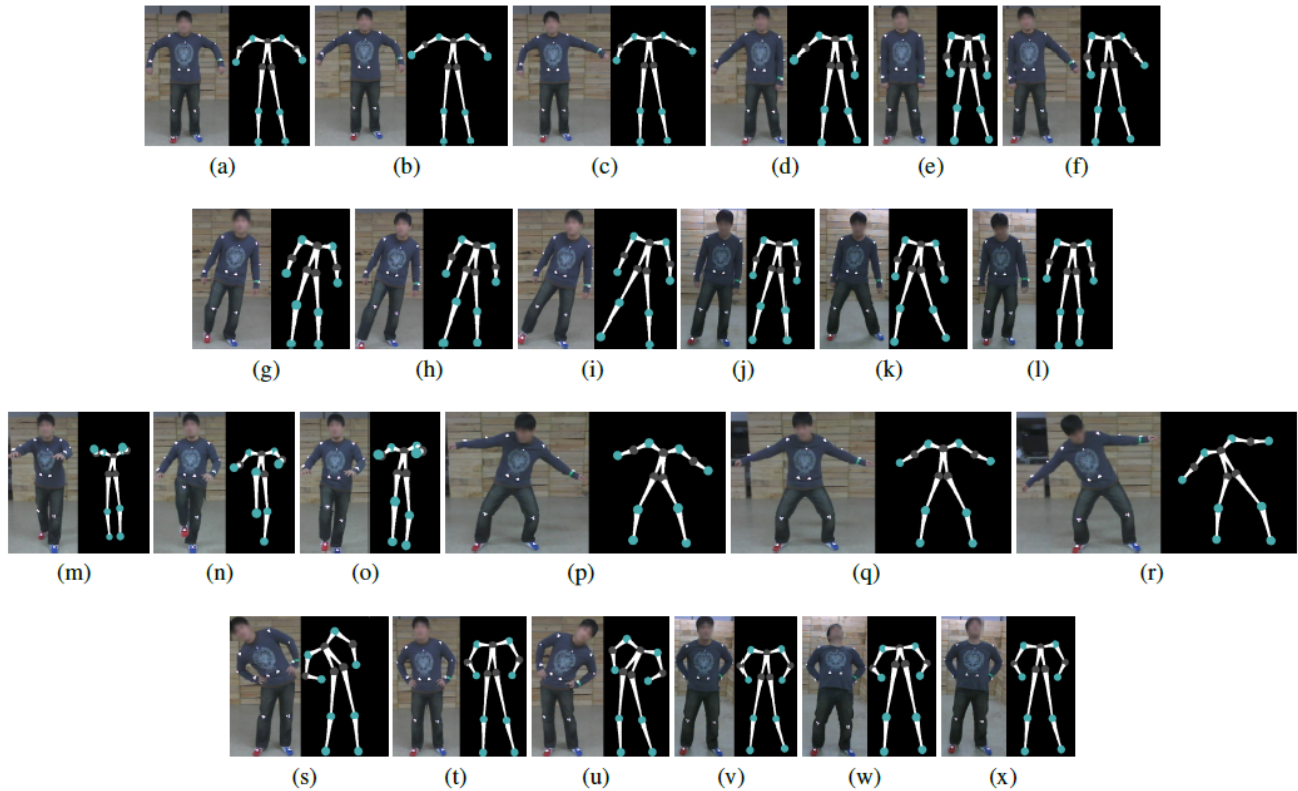 (a) (b) (c) (d) (e) (f)
(g) (h) (i) (j) (k) (l)
(m) (n) (o) (p) (q) (r)
(s) (t) (u) (v) (w) (x)